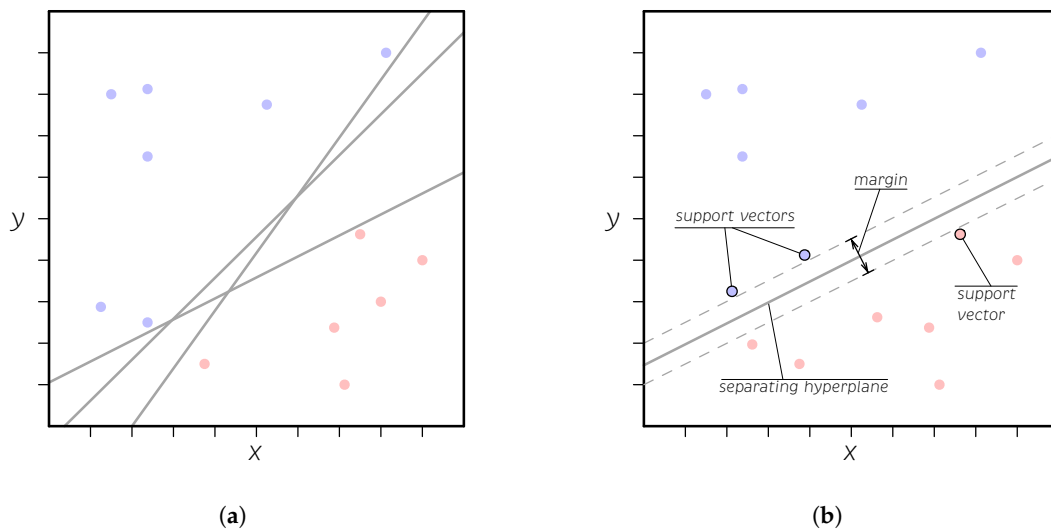 y
x
(a)
margin
y
support vectors
support
vector
separating hyperplane
x
(b)